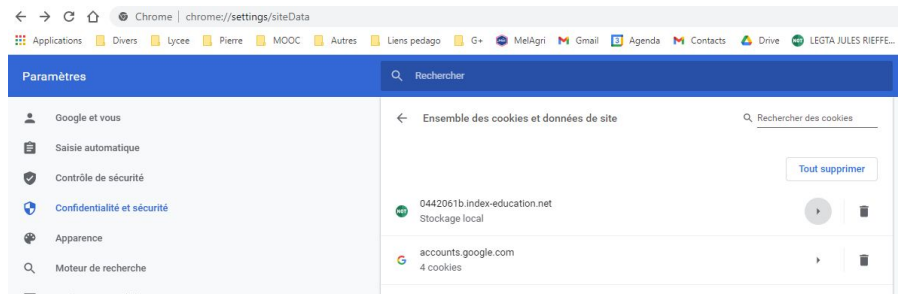 Chrome | chrome://settings/siteData
Applications Divers Lycee Pierre MOOC Autres Liens pedago G+ MelAgri Gmail Agenda Contacts Drive LEGTA JULES RIEFFE...
Paramètres
Rechercher
Google et vous
Ensemble des cookies et données de site
Rechercher des cookies
Saisie automatique
Contrôle de sécurité
Tout supprimer
Confidentialité et sécurité
0442061b.index-education.net
Stockage local
Apparence
accounts.google.com
4 cookies
Moteur de recherche